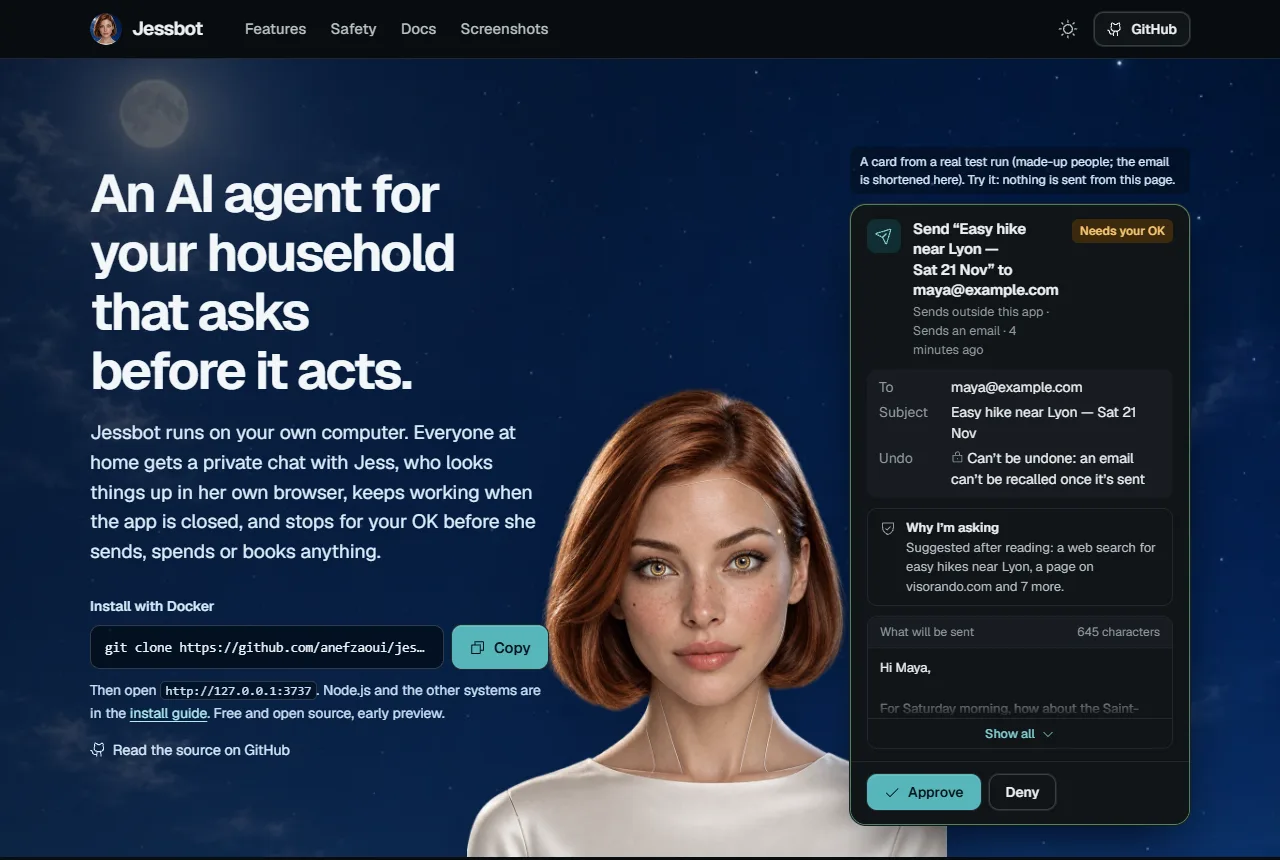 Jessbot
Features
Safety
Docs
Screenshots
GitHub
An AI agent for
your household
that asks
before it acts.
Jessbot runs on your own computer. Everyone at
home gets a private chat with Jess, who looks
things up in her own browser, keeps working when
the app is closed, and stops for your OK before she
sends, spends or books anything.
Install with Docker
git clone https://github.com/anefzaoui/jes…
Copy
Then open http://127.0.0.1:3737. Node.js and the other systems are
in the install guide. Free and open source, early preview.
Read the source on GitHub
A card from a real test run (made-up people; the email
is shortened here). Try it: nothing is sent from this page.
Send “Easy hike
near Lyon —
Sat 21 Nov” to
maya@example.com
Needs your OK
Sends outside this app ·
Sends an email · 4
minutes ago
To
maya@example.com
Subject
Easy hike near Lyon — Sat 21
Nov
Undo
Can’t be undone: an email
can’t be recalled once it’s sent
Why I’m asking
Suggested after reading: a web search for
easy hikes near Lyon, a page on
visorando.com and 7 more.
What will be sent
645 characters
Hi Maya,
For Saturday morning, how about the Saint-
Show all
Approve
Deny